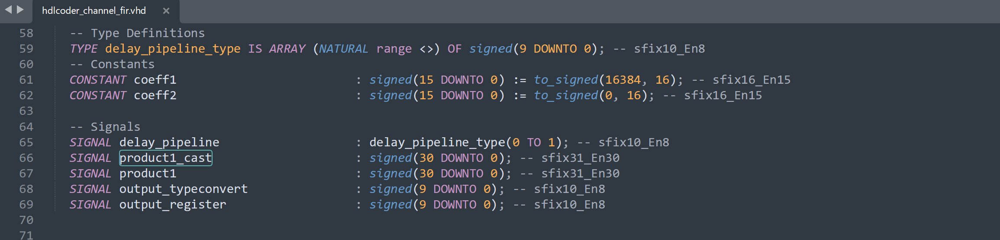 hdlcoder_channel_fir.vhd ×
58 -- Type Definitions
59 TYPE delay_pipeline_type IS ARRAY (NATURAL range <>) OF signed(9 DOWNTO 0); -- sfix10_En8
60 -- Constants
61 CONSTANT coeff1 : signed(15 DOWNTO 0) := to_signed(16384, 16); -- sfix16_En15
62 CONSTANT coeff2 : signed(15 DOWNTO 0) := to_signed(0, 16); -- sfix16_En15
63
64 -- Signals
65 SIGNAL delay_pipeline : delay_pipeline_type(0 TO 1); -- sfix10_En8
66 SIGNAL product1_cast : signed(30 DOWNTO 0); -- sfix31_En30
67 SIGNAL product1 : signed(30 DOWNTO 0); -- sfix31_En30
68 SIGNAL output_typeconvert : signed(9 DOWNTO 0); -- sfix10_En8
69 SIGNAL output_register : signed(9 DOWNTO 0); -- sfix10_En8
70
71